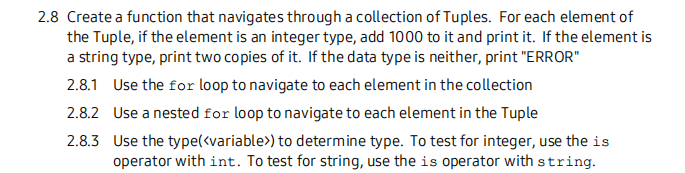 2.8 Create a function that navigates through a collection of Tuples. For each element of
the Tuple, if the element is an integer type, add 1000 to it and print it. If the element is
a string type, print two copies of it. If the data type is neither, print "ERROR"
2.8.1 Use the for loop to navigate to each element in the collection
2.8.2 Use a nested for loop to navigate to each element in the Tuple
2.8.3 Use the type(<variable>) to determine type. To test for integer, use the is
operator with int. To test for string, use the is operator with string.